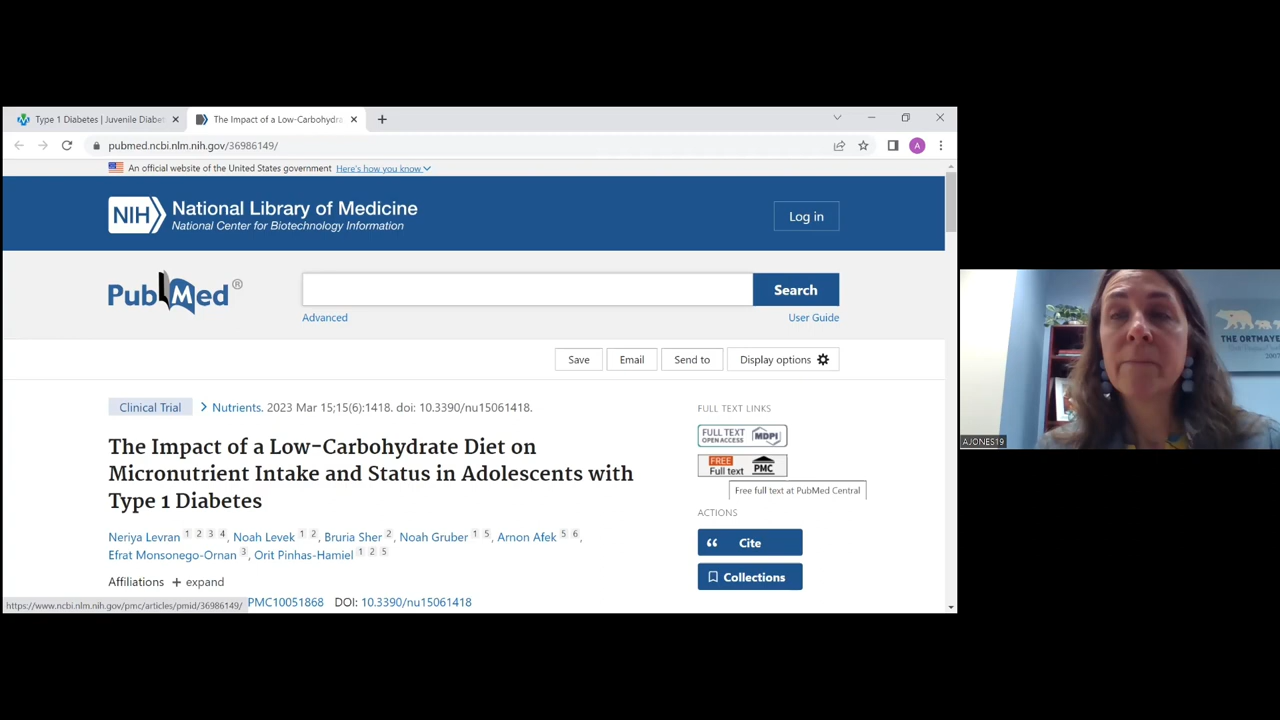 Type 1 Diabetes | Juvenile Diabet
The Impact of a Low-Carbohydra
pubmed.ncbi.nlm.nih.gov/36986149/
A
An official website of the United States government Here's how you know
NIH National Library of Medicine
National Center for Biotechnology Information
Log in
PubMed®
Search
Advanced
User Guide
Save
Email
Send to
Display options
Clinical Trial
Nutrients. 2023 Mar 15;15(6):1418. doi: 10.3390/nu15061418.
The Impact of a Low-Carbohydrate Diet on
Micronutrient Intake and Status in Adolescents with
Type 1 Diabetes
Neriya Levran 1 2 3 4, Noah Levek 1 2, Bruria Sher 2, Noah Gruber 1 5, Arnon Afek 5 6,
Efrat Monsonego-Ornan 3, Orit Pinhas-Hamiel 1 2 5
Affiliations + expand
https://www.ncbi.nlm.nih.gov/pmc/articles/pmid/36986149/ PMC10051868 DOI: 10.3390/nu15061418
FULL TEXT LINKS
FULL TEXT
OPEN ACCESS MDPI
FREE
Full text PMC
Free full text at PubMed Central
ACTIONS
Cite
Collections
THE ORTMAYE
2007
AJONES19